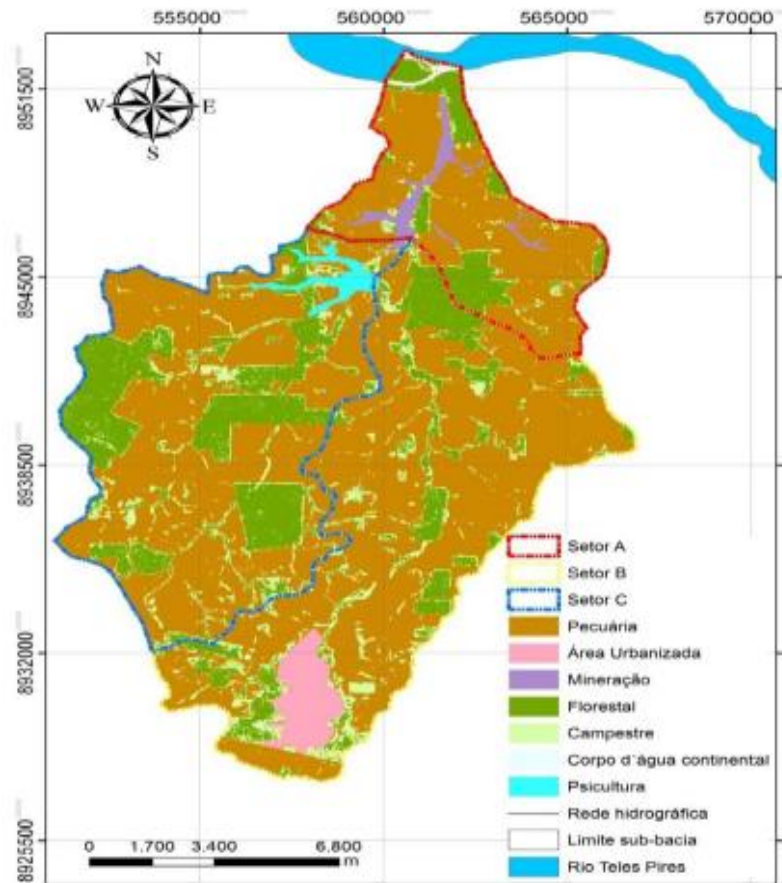 555000 560000 565000 570000
N
W E
S
8951500
8945000
8938500
8932000
8925500
Setor A
Setor B
Setor C
Pecuária
Área Urbanizada
Mineração
Florestal
Campestre
Corpo d`água continental
Psicultura
Rede hidrográfica
Limite sub-bacia
Rio Teles Pires
0 1.700 3.400 6.800
m